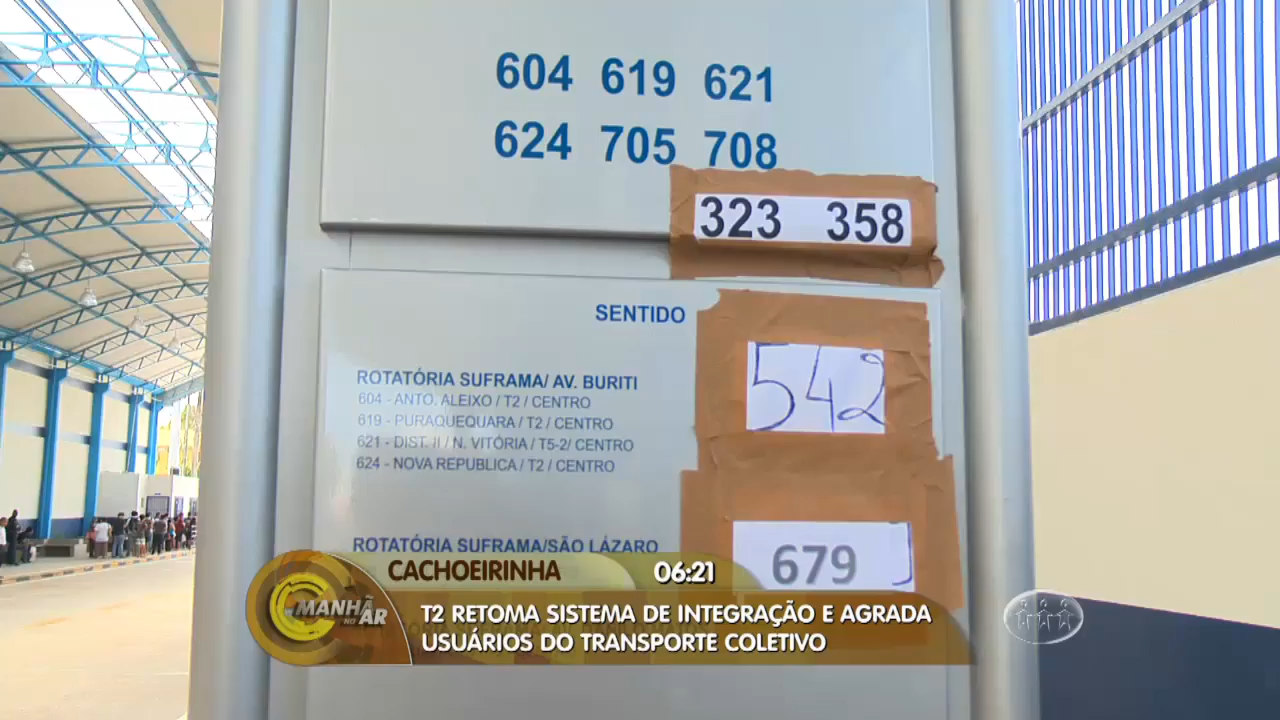 604 619 621
624 705 708
323 358
SENTIDO
542
ROTATÓRIA SUFRAMA/ AV. BURITI
604 - ANTO. ALEIXO / T2 / CENTRO
619 - PURAQUEQUARA / T2 / CENTRO
621 - DIST. II / N. VITÓRIA / T5-2/ CENTRO
624 - NOVA REPUBLICA / T2 / CENTRO
ROTATÓRIA SUFRAMA/SÃO LÁZARO
679
CACHOEIRINHA 06:21
MANHÃ NO AR
T2 RETOMA SISTEMA DE INTEGRAÇÃO E AGRADA
USUÁRIOS DO TRANSPORTE COLETIVO